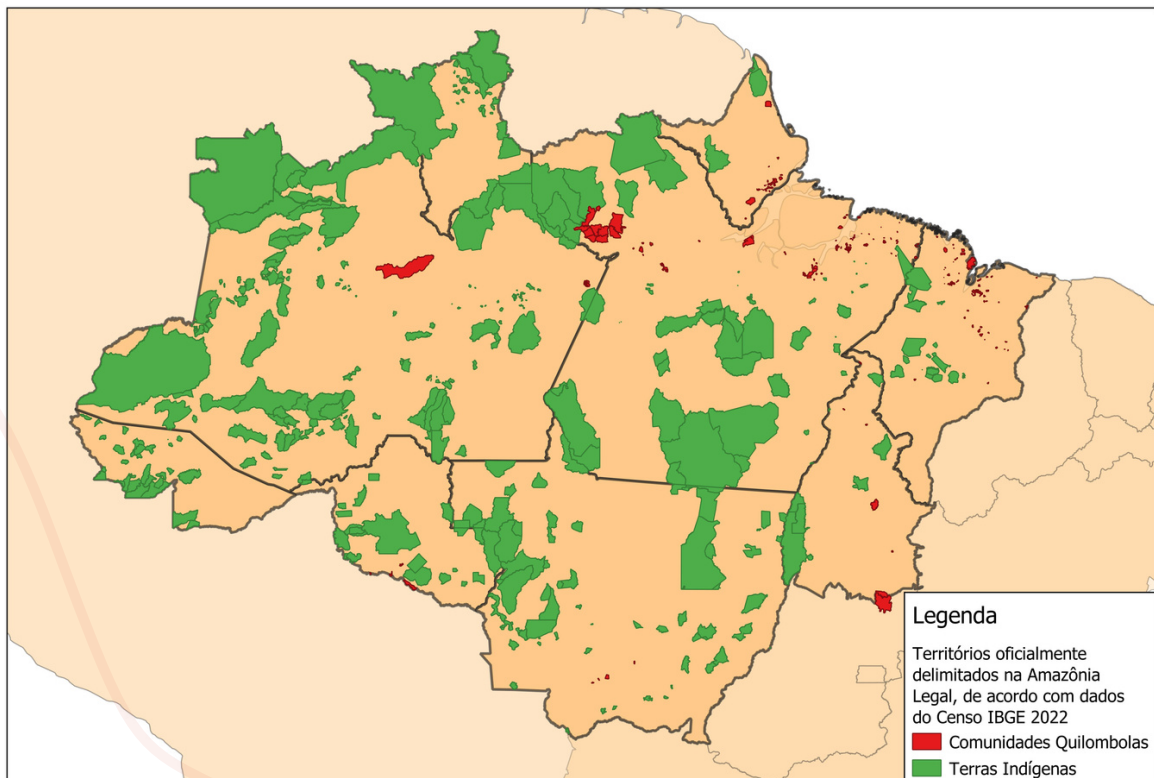 Legenda
Territórios oficialmente
delimitados na Amazônia
Legal, de acordo com dados
do Censo IBGE 2022
Comunidades Quilombolas
Terras Indígenas